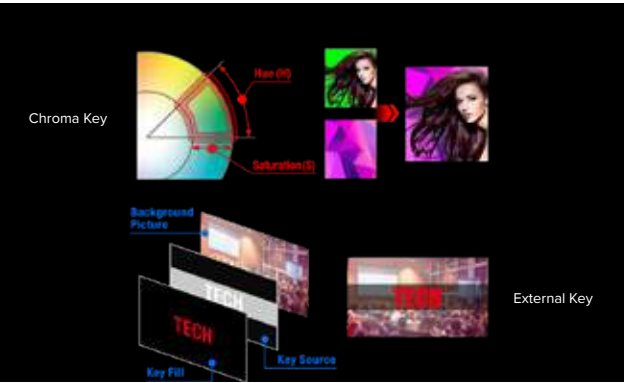 Hue (H)
Chroma Key
Saturation(S)
Background
Picture
TECH
TECH
TECH
External Key
Key Source
Key Fill